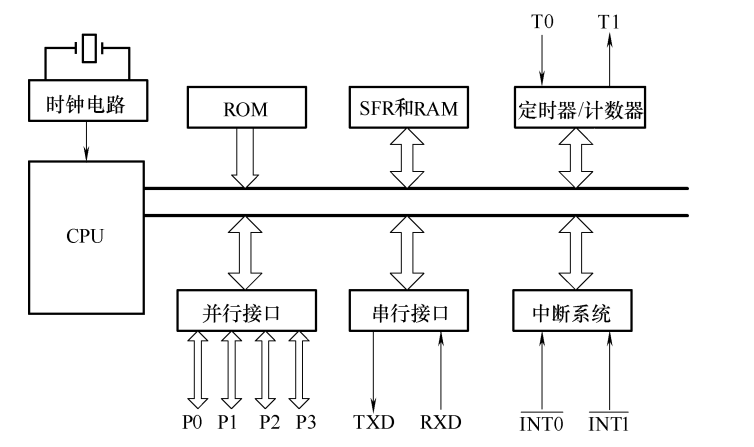 T0 T1
时钟电路
ROM
SFR和RAM
定时器/计数器
CPU
并行接口
串行接口
中断系统
P0 P1 P2 P3
TXD RXD
INT0 INT1